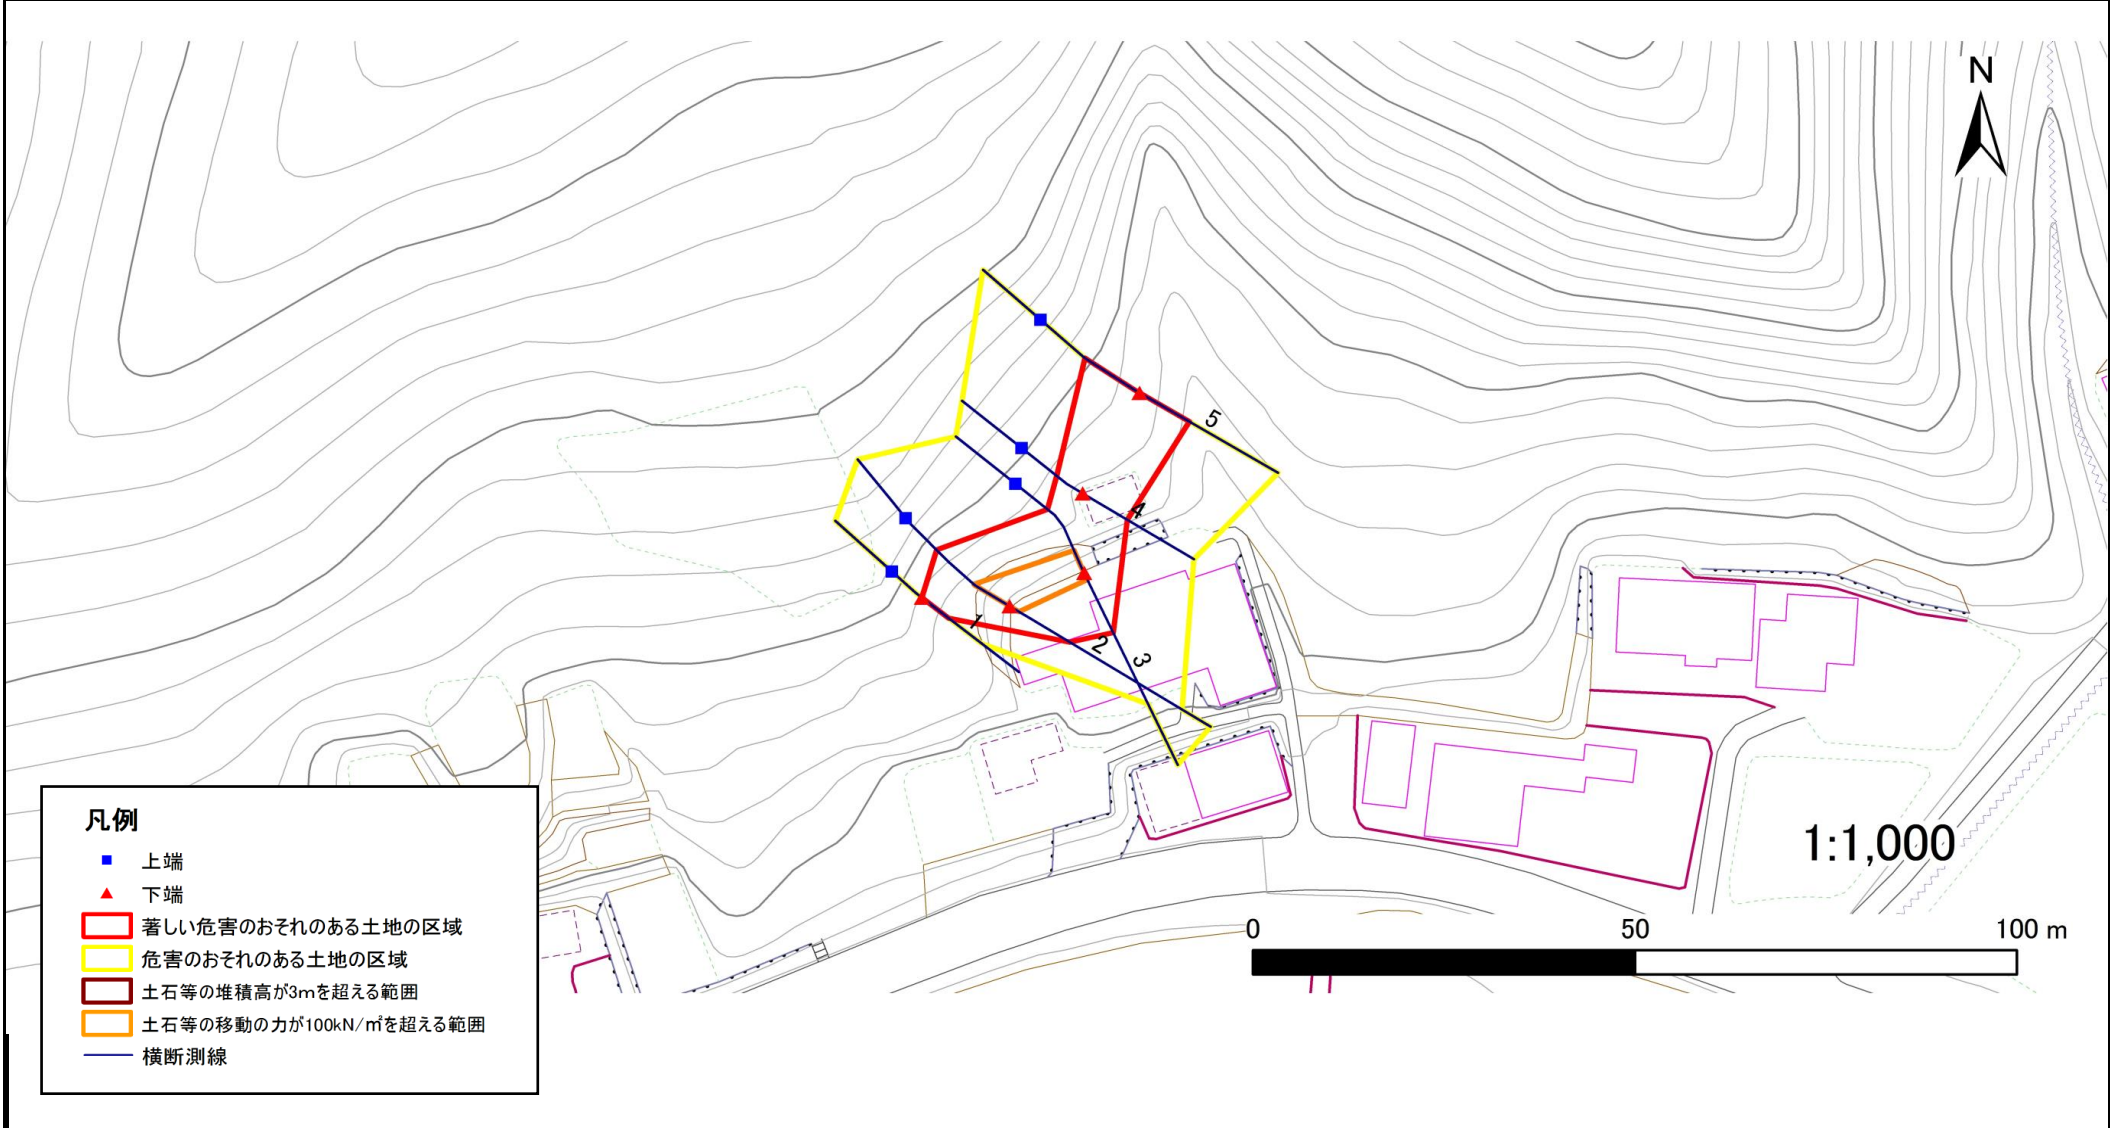 N
5
4
1
2
3
1:1,000
0 50 100 m
凡例
上端
下端
著しい危害のおそれのある土地の区域
危害のおそれのある土地の区域
土石等の堆積高が3mを超える範囲
土石等の移動の力が100kN/㎡を超える範囲
横断測線